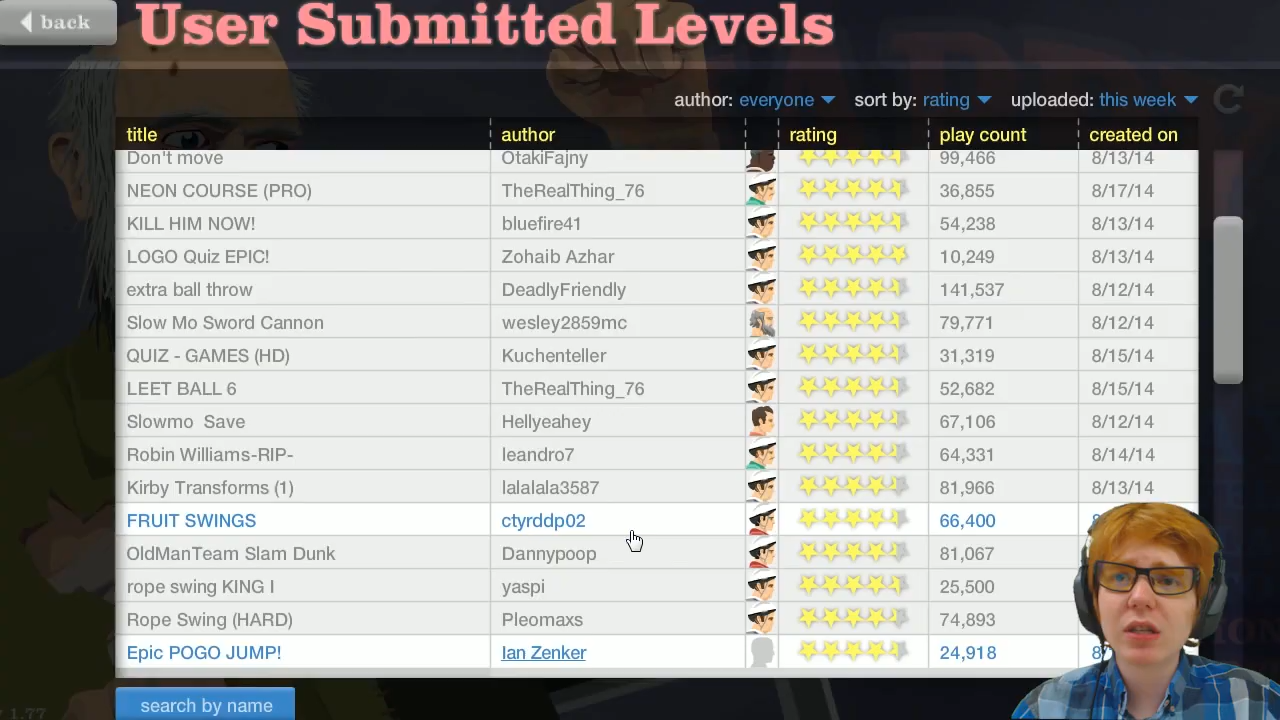 back
User Submitted Levels
author: everyone sort by: rating uploaded: this week
title author rating play count created on
Don't move OtakiFajny 99,466 8/13/14
NEON COURSE (PRO) TheRealThing_76 36,855 8/17/14
KILL HIM NOW! bluefire41 54,238 8/13/14
LOGO Quiz EPIC! Zohaib Azhar 10,249 8/13/14
extra ball throw DeadlyFriendly 141,537 8/12/14
Slow Mo Sword Cannon wesley2859mc 79,771 8/12/14
QUIZ - GAMES (HD) Kuchenteller 31,319 8/15/14
LEET BALL 6 TheRealThing_76 52,682 8/15/14
Slowmo Save Hellyeahey 67,106 8/12/14
Robin Williams-RIP- leandro7 64,331 8/14/14
Kirby Transforms (1) lalalala3587 81,966 8/13/14
FRUIT SWINGS ctyrddp02 66,400
OldManTeam Slam Dunk Dannypoop 81,067
rope swing KING I yaspi 25,500
Rope Swing (HARD) Pleomaxs 74,893
Epic POGO JUMP! Ian Zenker 24,918
search by name
1.77